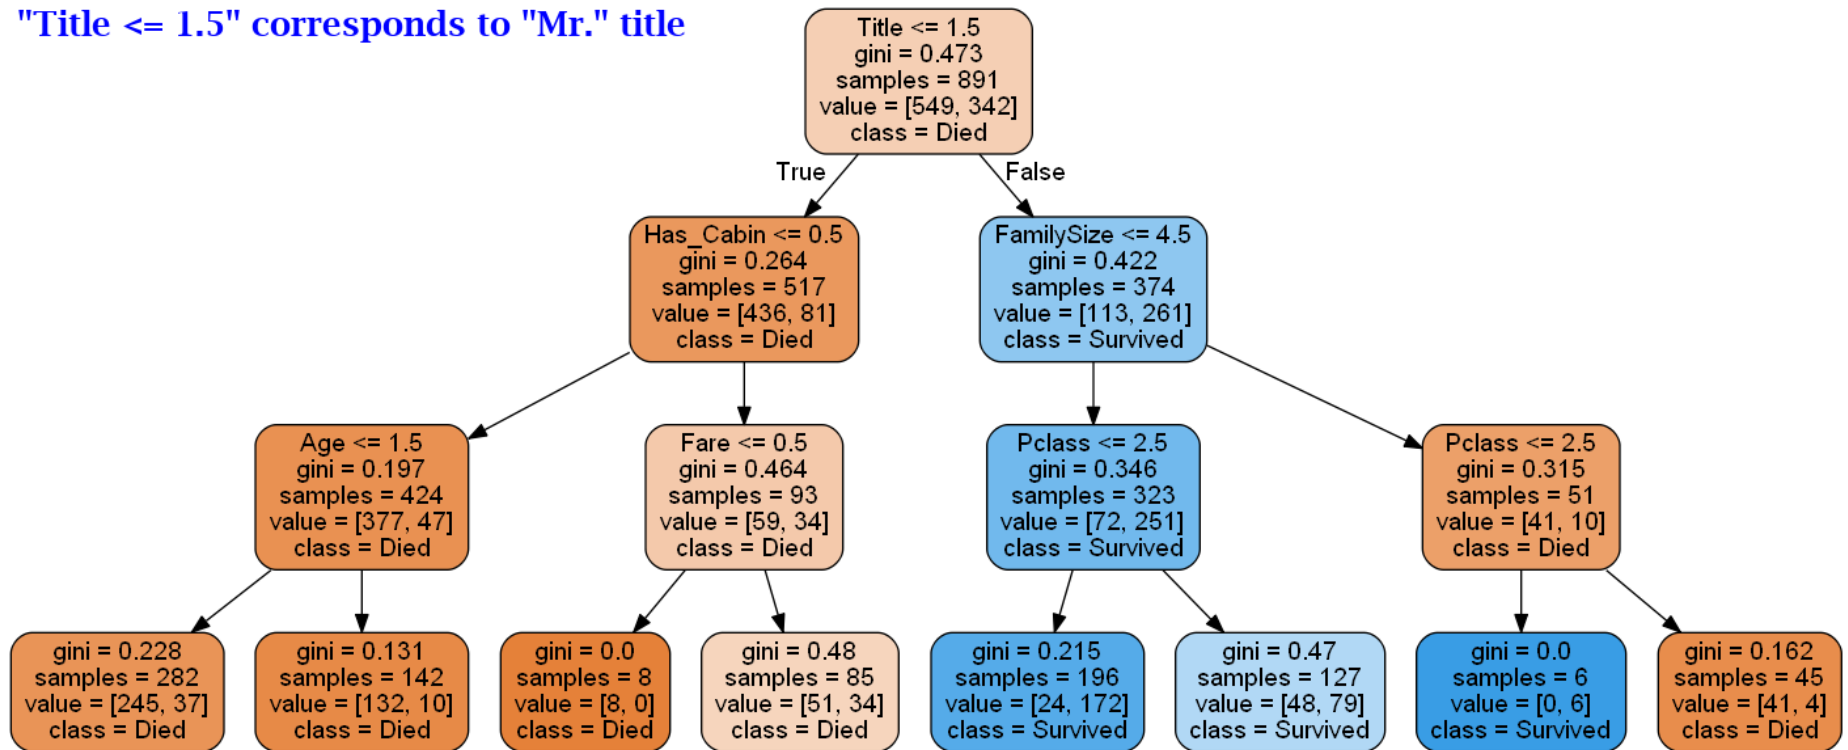 "Title <= 1.5" corresponds to "Mr." title
Title <= 1.5
gini = 0.473
samples = 891
value = [549, 342]
class = Died
True
False
Has_Cabin <= 0.5
gini = 0.264
samples = 517
value = [436, 81]
class = Died
FamilySize <= 4.5
gini = 0.422
samples = 374
value = [113, 261]
class = Survived
Age <= 1.5
gini = 0.197
samples = 424
value = [377, 47]
class = Died
Fare <= 0.5
gini = 0.464
samples = 93
value = [59, 34]
class = Died
Pclass <= 2.5
gini = 0.346
samples = 323
value = [72, 251]
class = Survived
Pclass <= 2.5
gini = 0.315
samples = 51
value = [41, 10]
class = Died
gini = 0.228
samples = 282
value = [245, 37]
class = Died
gini = 0.131
samples = 142
value = [132, 10]
class = Died
gini = 0.0
samples = 8
value = [8, 0]
class = Died
gini = 0.48
samples = 85
value = [51, 34]
class = Died
gini = 0.215
samples = 196
value = [24, 172]
class = Survived
gini = 0.47
samples = 127
value = [48, 79]
class = Survived
gini = 0.0
samples = 6
value = [0, 6]
class = Survived
gini = 0.162
samples = 45
value = [41, 4]
class = Died